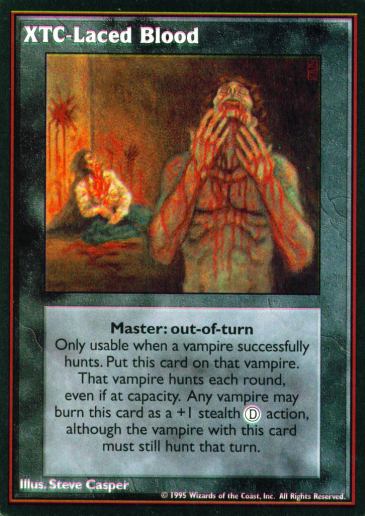 XTC-Laced Blood
Master: out-of-turn
Only usable when a vampire successfully
hunts. Put this card on that vampire.
That vampire hunts each round,
even if at capacity. Any vampire may
burn this card as a +1 stealth Ⓓ action,
although the vampire with this card
must still hunt that turn.
Illus. Steve Casper
© 1995 Wizards of the Coast, Inc. All Rights Reserved.